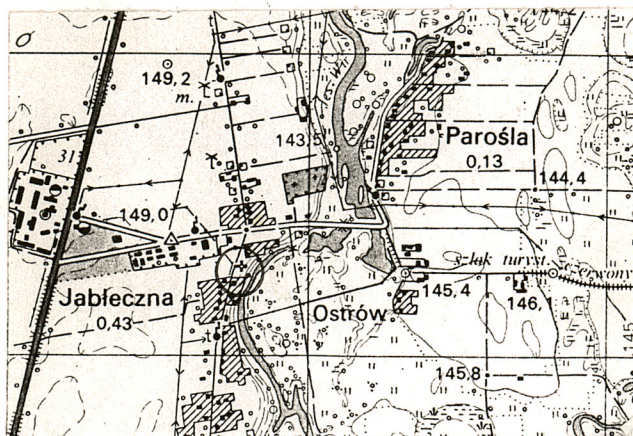 149,2
m.
143,5
Parośla
0,13
144,4
31
149,0
szlak turyst. czerwony
145,4
146,1
Jabłeczna
0,43
Ostrów
t
145,8
145
t